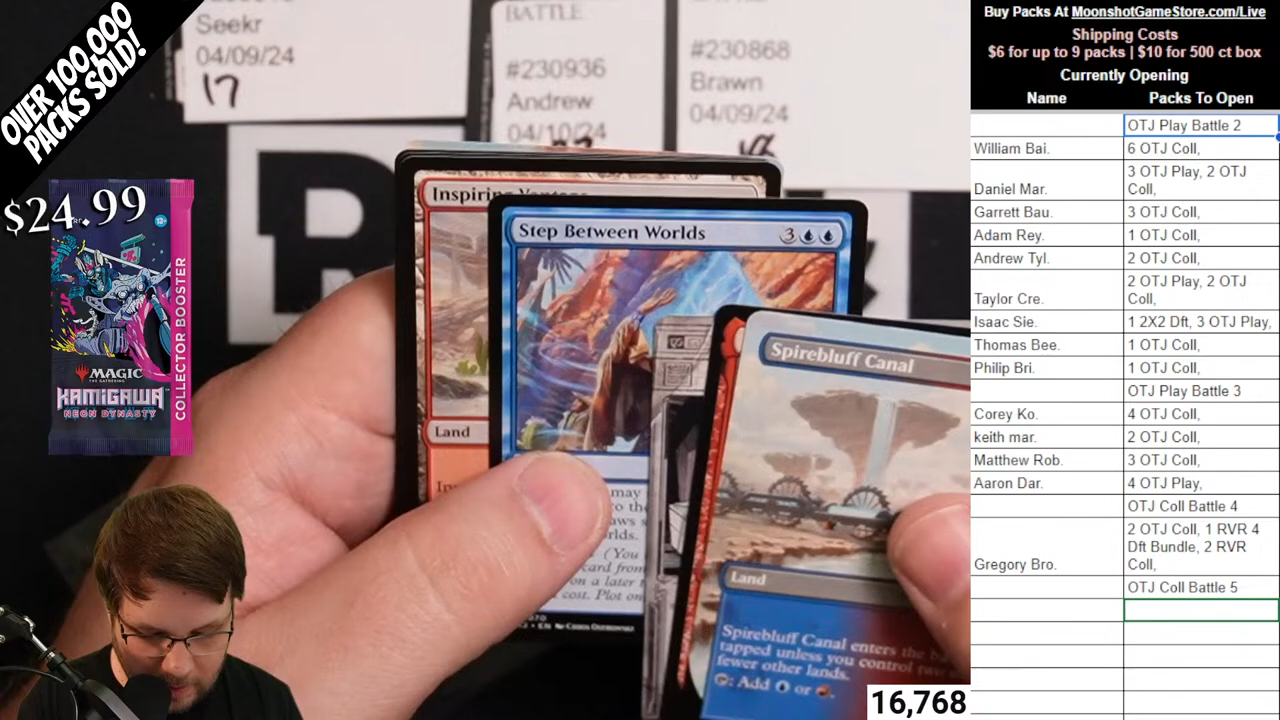 OVER 100,000
PACKS SOLD!
$24.99
COLLECTOR BOOSTER
MAGIC
THE GATHERING
KAMIGAWA
NEON DYNASTY
Seekr
04/09/24
17
BATTLE
#230936
Andrew
04/10/24
#230868
Brawn
04/09/24
18
Inspiring Vantage
Land
Step Between Worlds
3
may
to the
Spirebluff Canal
Land
Spirebluff Canal enters the
tapped unless you control
fewer other lands.
: Add or .
16,768
Buy Packs At MoonshotGameStore.com/Live
Shipping Costs
$6 for up to 9 packs | $10 for 500 ct box
Currently Opening
Name Packs To Open
OTJ Play Battle 2
William Bai. 6 OTJ Coll,
Daniel Mar. 3 OTJ Play, 2 OTJ
Coll,
Garrett Bau. 3 OTJ Coll,
Adam Rey. 1 OTJ Coll,
Andrew Tyl. 2 OTJ Coll,
Taylor Cre. 2 OTJ Play, 2 OTJ
Coll,
Isaac Sie. 1 2X2 Dft, 3 OTJ Play,
Thomas Bee. 1 OTJ Coll,
Philip Bri. 1 OTJ Coll,
OTJ Play Battle 3
Corey Ko. 4 OTJ Coll,
keith mar. 2 OTJ Coll,
Matthew Rob. 3 OTJ Coll,
Aaron Dar. 4 OTJ Play,
OTJ Coll Battle 4
Gregory Bro. 2 OTJ Coll, 1 RVR 4
Dft Bundle, 2 RVR
Coll,
OTJ Coll Battle 5